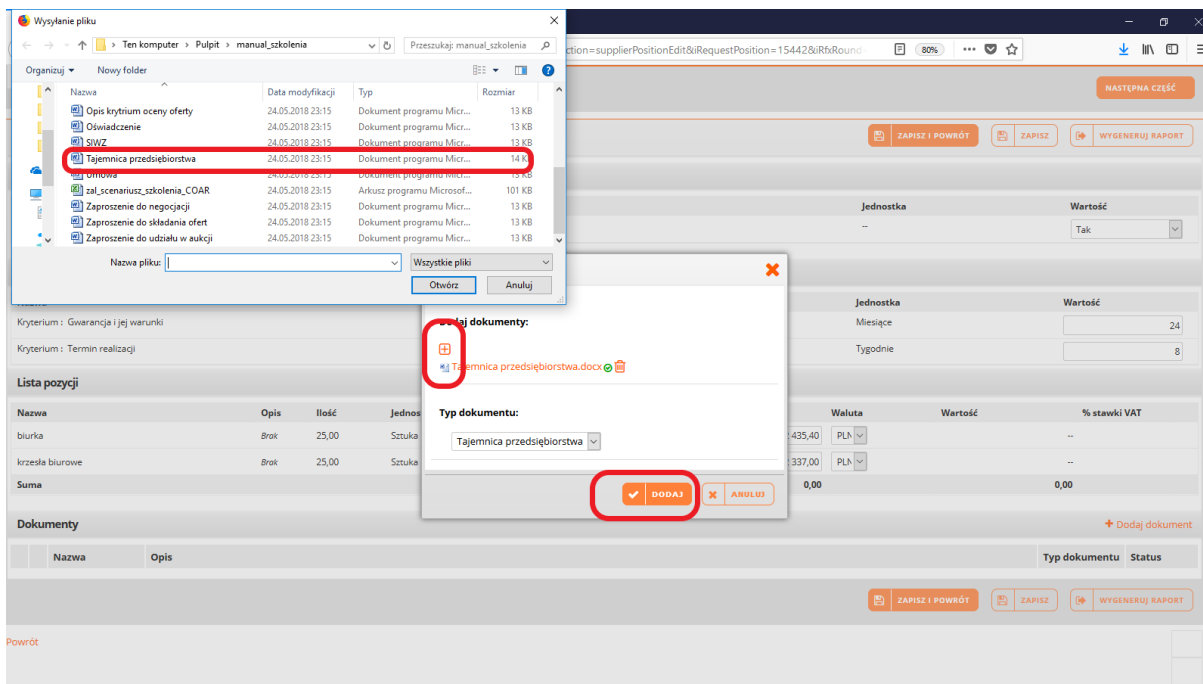 Wysyłanie pliku
Ten komputer > Pulpit > manual_szkolenia
Przeszukaj: manual_szkolenia
ction=supplierPositionEdit&iRequestPosition=15442&iRfxRound
80%
Organizuj
Nowy folder
NASTĘPNA CZĘŚĆ
Nazwa Data modyfikacji Typ Rozmiar
Opis krytrium oceny oferty 24.05.2018 23:15 Dokument programu Micr... 13 KB
Oświadczenie 24.05.2018 23:15 Dokument programu Micr... 13 KB
SIWZ 24.05.2018 23:15 Dokument programu Micr... 13 KB
ZAPISZ I POWRÓT ZAPISZ WYGENERUJ RAPORT
Tajemnica przedsiębiorstwa 24.05.2018 23:15 Dokument programu Micr... 14 K
Umowa 24.05.2018 23:15 Dokument programu Micr... 13 KB
zal_scenariusz_szkolenia_COAR 24.05.2018 23:15 Arkusz programu Microsof... 101 KB
Zaproszenie do negocjacji 24.05.2018 23:15 Dokument programu Micr... 13 KB
Zaproszenie do składania ofert 24.05.2018 23:15 Dokument programu Micr... 13 KB
Zaproszenie do udziału w aukcji 24.05.2018 23:15 Dokument programu Micr... 13 KB
Jednostka Wartość
-- Tak
Nazwa pliku: Wszystkie pliki
Otwórz Anuluj
Jednostka Wartość
Kryterium : Gwarancja i jej warunki Miesiące 24
Kryterium : Termin realizacji Tygodnie 8
Dodaj dokumenty:
Tajemnica przedsiębiorstwa.docx
Typ dokumentu:
Tajemnica przedsiębiorstwa
DODAJ ANULUJ
Lista pozycji
Nazwa Opis Ilość Jednos Waluta Wartość % stawki VAT
biurka Brak 25,00 Sztuka 435,40 PLN --
krzesła biurowe Brak 25,00 Sztuka 337,00 PLN --
Suma 0,00 0,00
Dokumenty
+ Dodaj dokument
Nazwa Opis Typ dokumentu Status
ZAPISZ I POWRÓT ZAPISZ WYGENERUJ RAPORT
Powrót